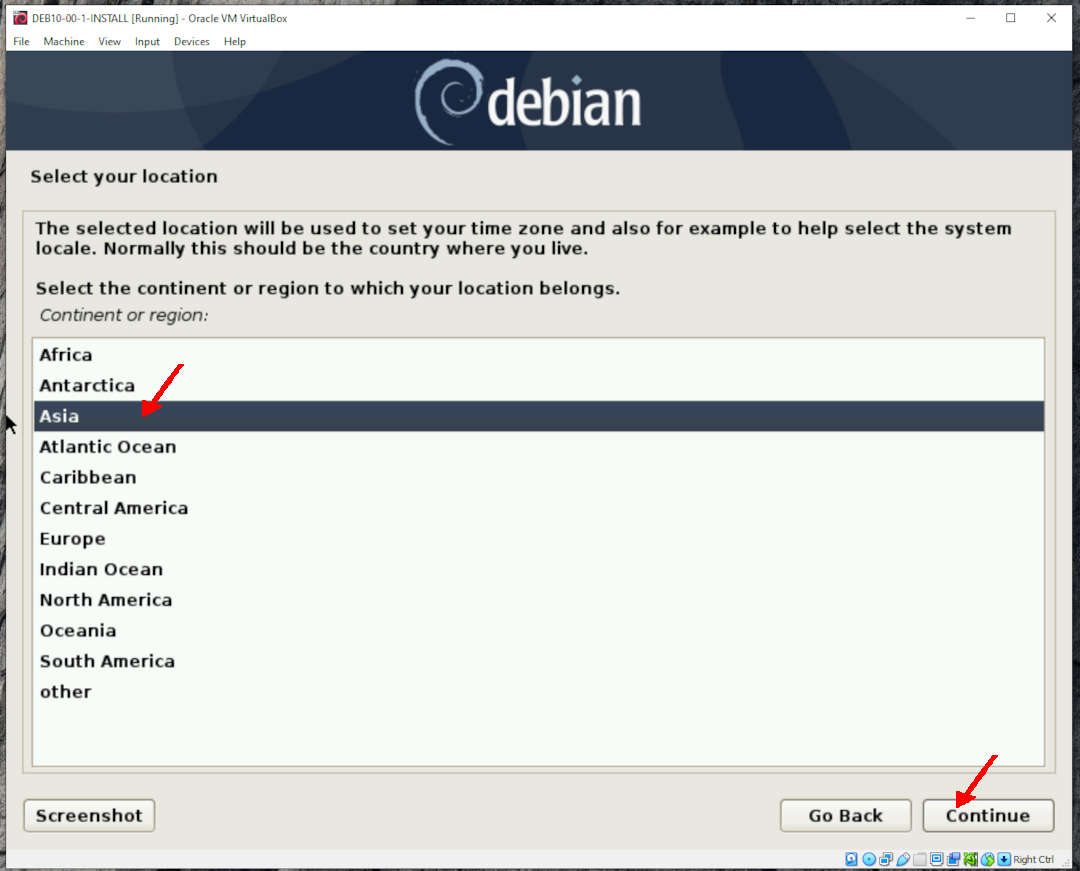 DEB10-00-1-INSTALL [Running] - Oracle VM VirtualBox
File Machine View Input Devices Help
debian
Select your location
The selected location will be used to set your time zone and also for example to help select the system
locale. Normally this should be the country where you live.
Select the continent or region to which your location belongs.
Continent or region:
Africa
Antarctica
Asia
Atlantic Ocean
Caribbean
Central America
Europe
Indian Ocean
North America
Oceania
South America
other
Screenshot Go Back Continue
Right Ctrl